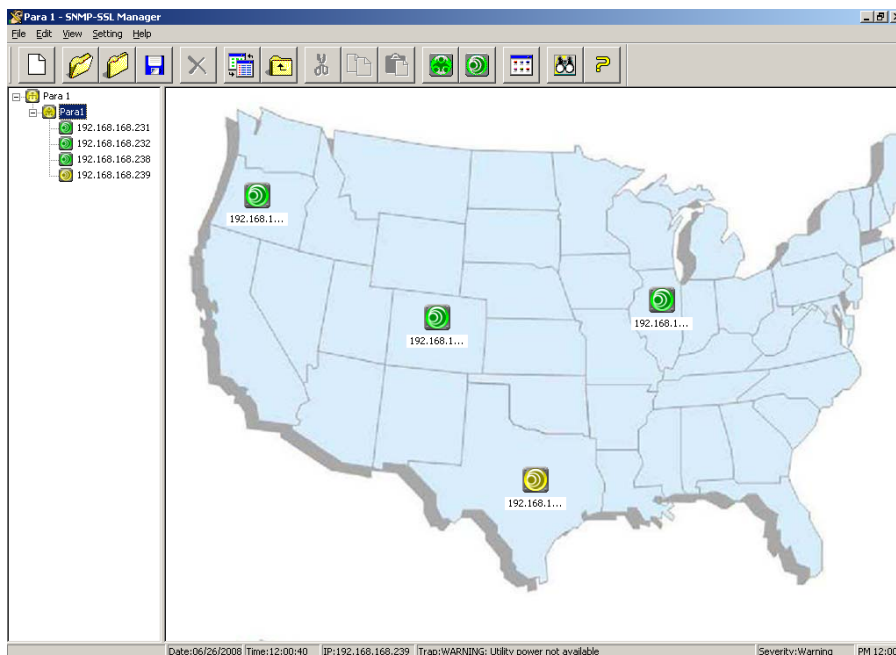 Para 1 - SNMP-SSL Manager
File Edit View Setting Help
Para 1
Para1
192.168.168.231
192.168.168.232
192.168.168.238
192.168.168.239
192.168.1...
192.168.1...
192.168.1...
192.168.1...
Date:06/26/2008 Time:12:00:40 IP:192.168.168.239 Trap:WARNING: Utility power not available Severity:Warning PM 12:0